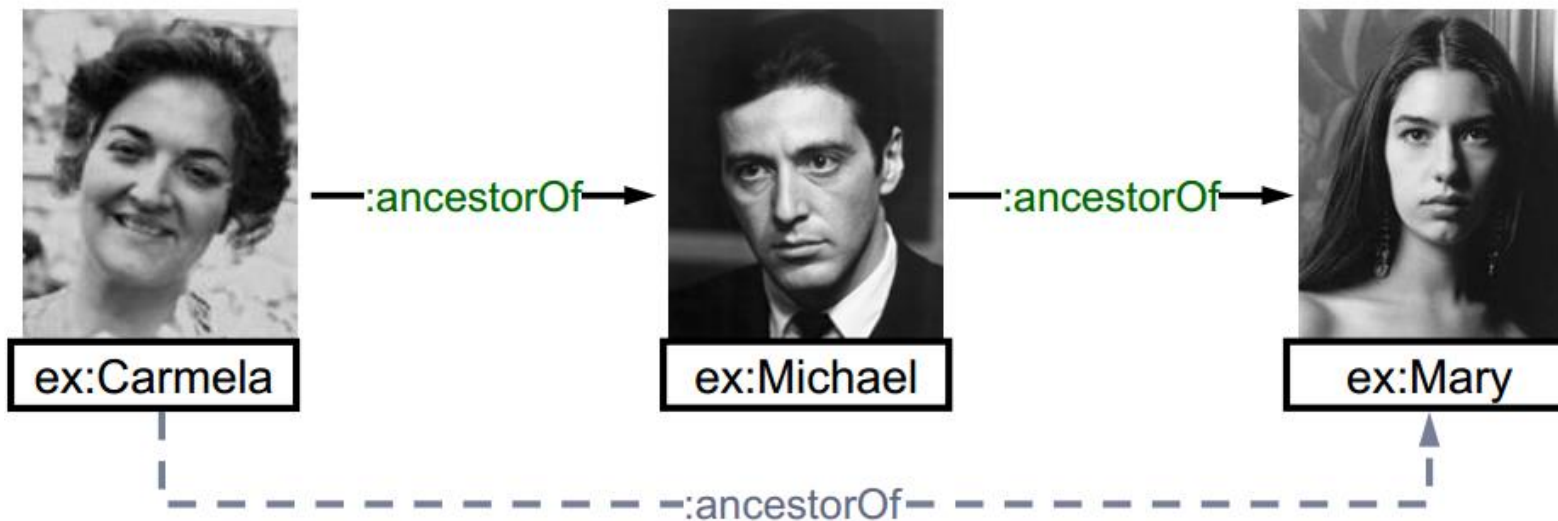 :ancestorOf
:ancestorOf
ex:Carmela
ex:Michael
ex:Mary
:ancestorOf